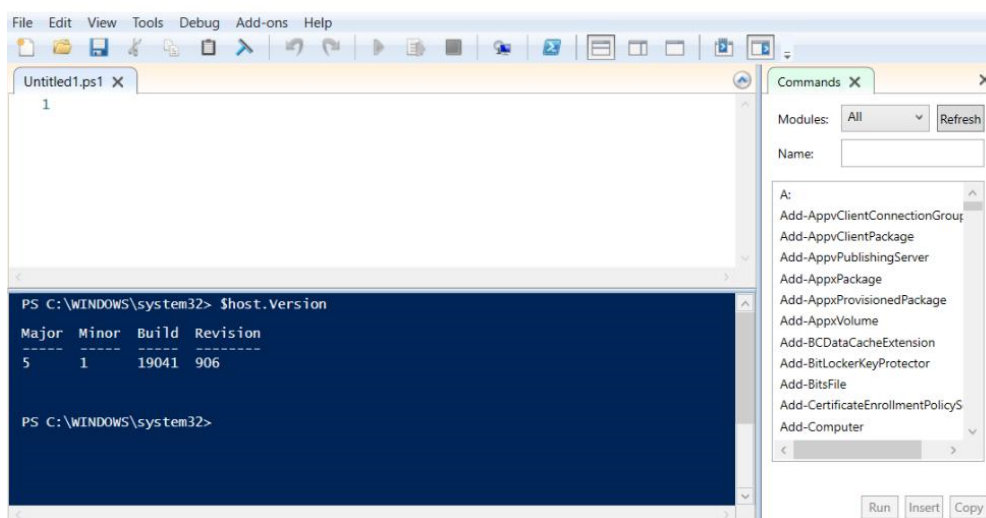 File Edit View Tools Debug Add-ons Help
Untitled1.ps1 X
1
PS C:\WINDOWS\system32> $host.Version
Major Minor Build Revision
----- ----- ----- --------
5 1 19041 906
PS C:\WINDOWS\system32>
Commands X
Modules: All Refresh
Name:
A:
Add-AppvClientConnectionGroup
Add-AppvClientPackage
Add-AppvPublishingServer
Add-AppxPackage
Add-AppxProvisionedPackage
Add-AppxVolume
Add-BCDataCacheExtension
Add-BitLockerKeyProtector
Add-BitsFile
Add-CertificateEnrollmentPolicyS
Add-Computer
Run Insert Copy